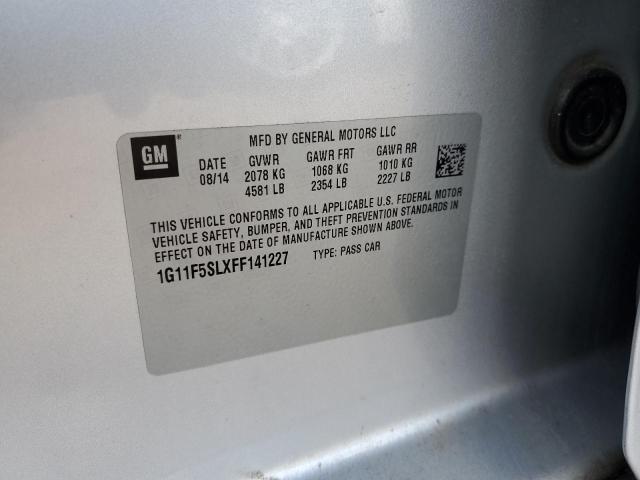 MFD BY GENERAL MOTORS LLC
GM®
DATE GVWR GAWR FRT GAWR RR
08/14 2078 KG 1068 KG 1010 KG
4581 LB 2354 LB 2227 LB
THIS VEHICLE CONFORMS TO ALL APPLICABLE U.S. FEDERAL MOTOR
VEHICLE SAFETY, BUMPER, AND THEFT PREVENTION STANDARDS IN
EFFECT ON THE DATE OF MANUFACTURE SHOWN ABOVE.
1G11F5SLXFF141227 TYPE: PASS CAR